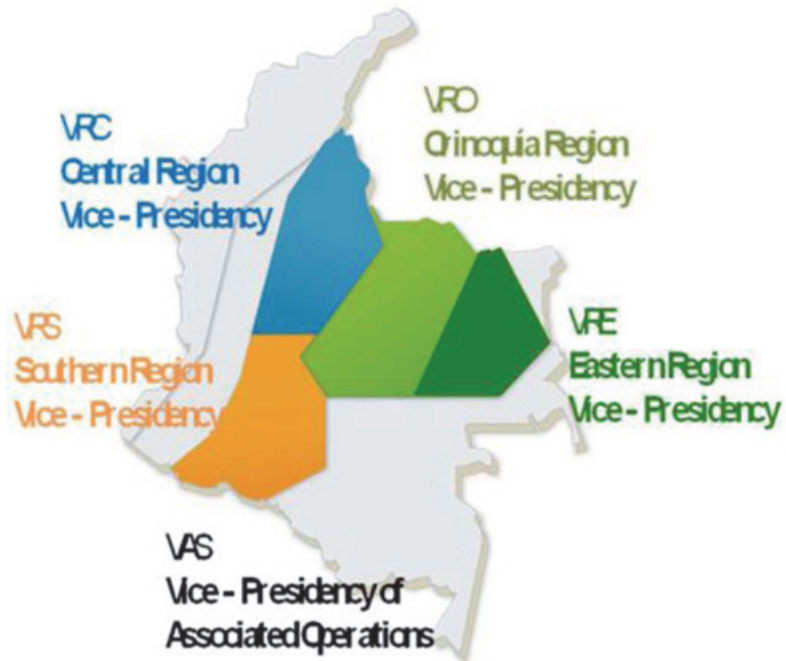 VRO
Orinoquía Region
Vice - Presidency
VRC
Central Region
Vice - Presidency
VRS
Southern Region
Vice - Presidency
VRE
Eastern Region
Vice - Presidency
VAS
Vice - Presidency of
Associated Operations